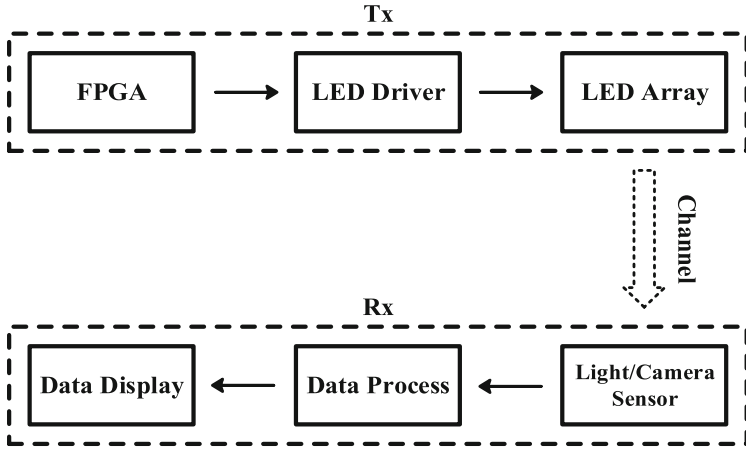 Tx
FPGA
LED Driver
LED Array
Channel
Rx
Data Display
Data Process
Light/Camera
Sensor